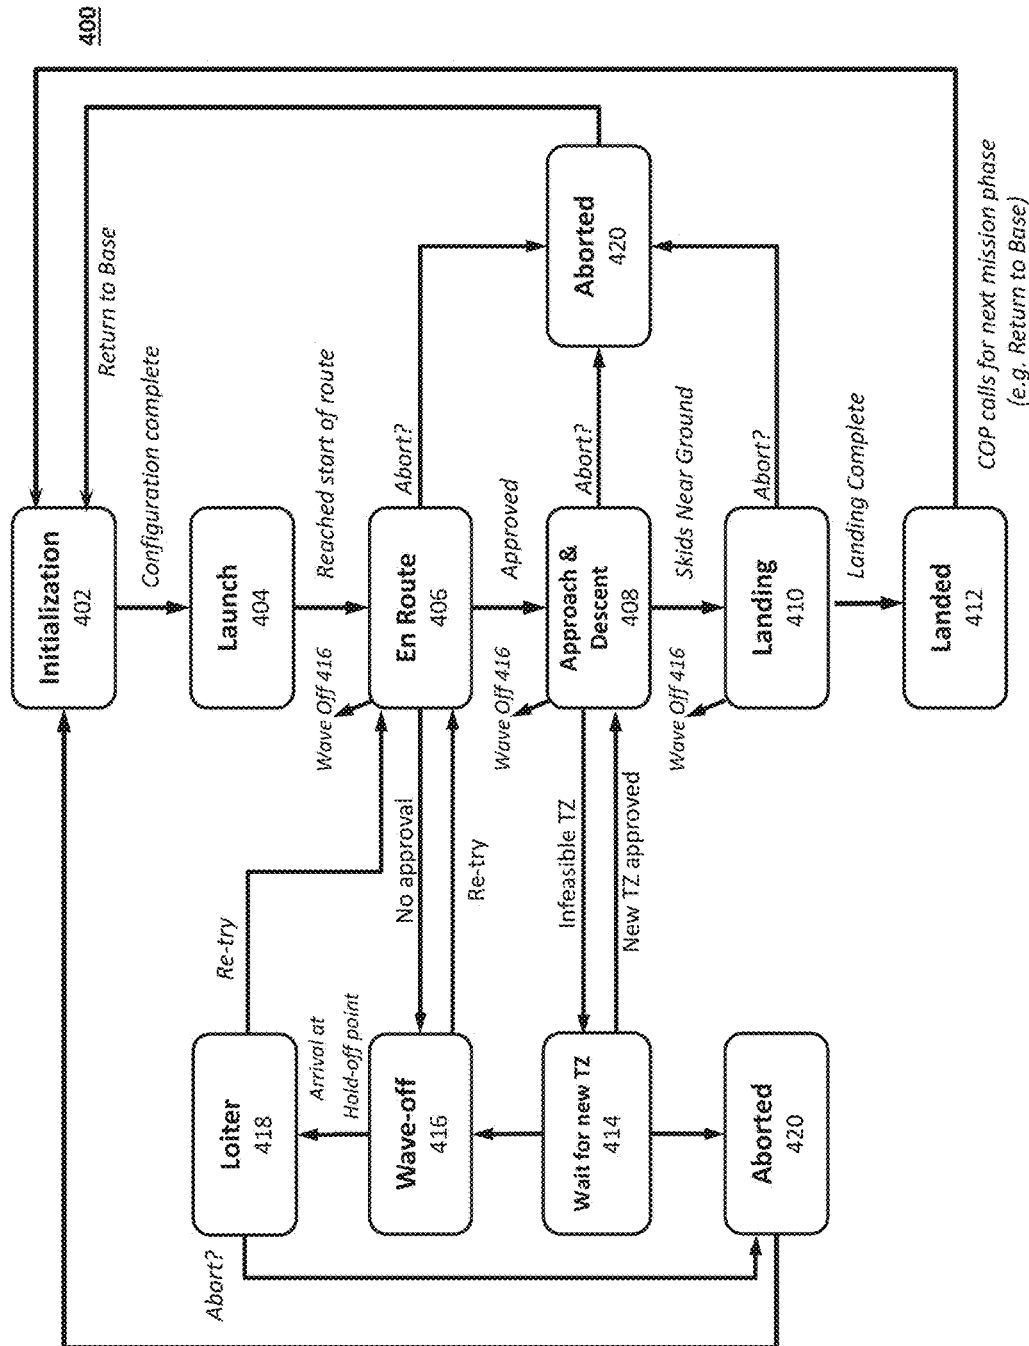 400
Initialization
402
Return to Base
Configuration complete
Launch
404
Reached start of route
En Route
406
Abort?
Wave Off 416
Approved
Approach &
Descent
408
Abort?
Wave Off 416
Aborted
420
Skids Near Ground
Landing
410
Abort?
Wave Off 416
Landing Complete
Landed
412
COP calls for next mission phase
(e.g. Return to Base)
Re-try
No approval
Re-try
Infeasible TZ
New TZ approved
Loiter
418
Arrival at
Hold-off point
Wave-off
416
Wait for new TZ
414
Aborted
420
Abort?